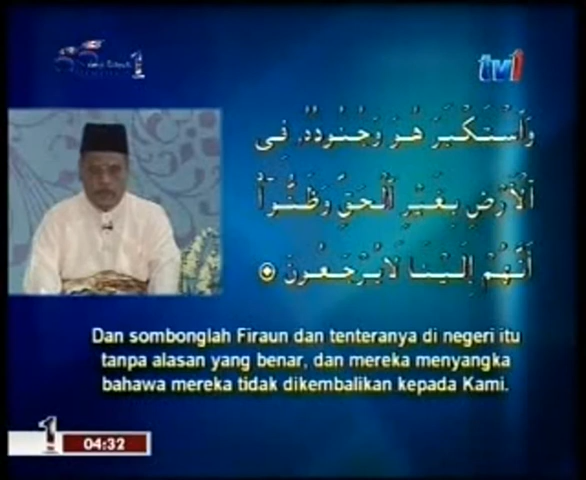 tv1
1
وَٱسْتَكْبَرَ هُوَ وَجُنُودُهُۥ فِى
ٱلْأَرْضِ بِغَيْرِ ٱلْحَقِّ وَظَنُّوٓا۟
أَنَّهُمْ إِلَيْنَا لَا يُرْجَعُونَ
Dan sombonglah Firaun dan tenteranya di negeri itu
tanpa alasan yang benar, dan mereka menyangka
bahawa mereka tidak dikembalikan kepada Kami.
1
04:32